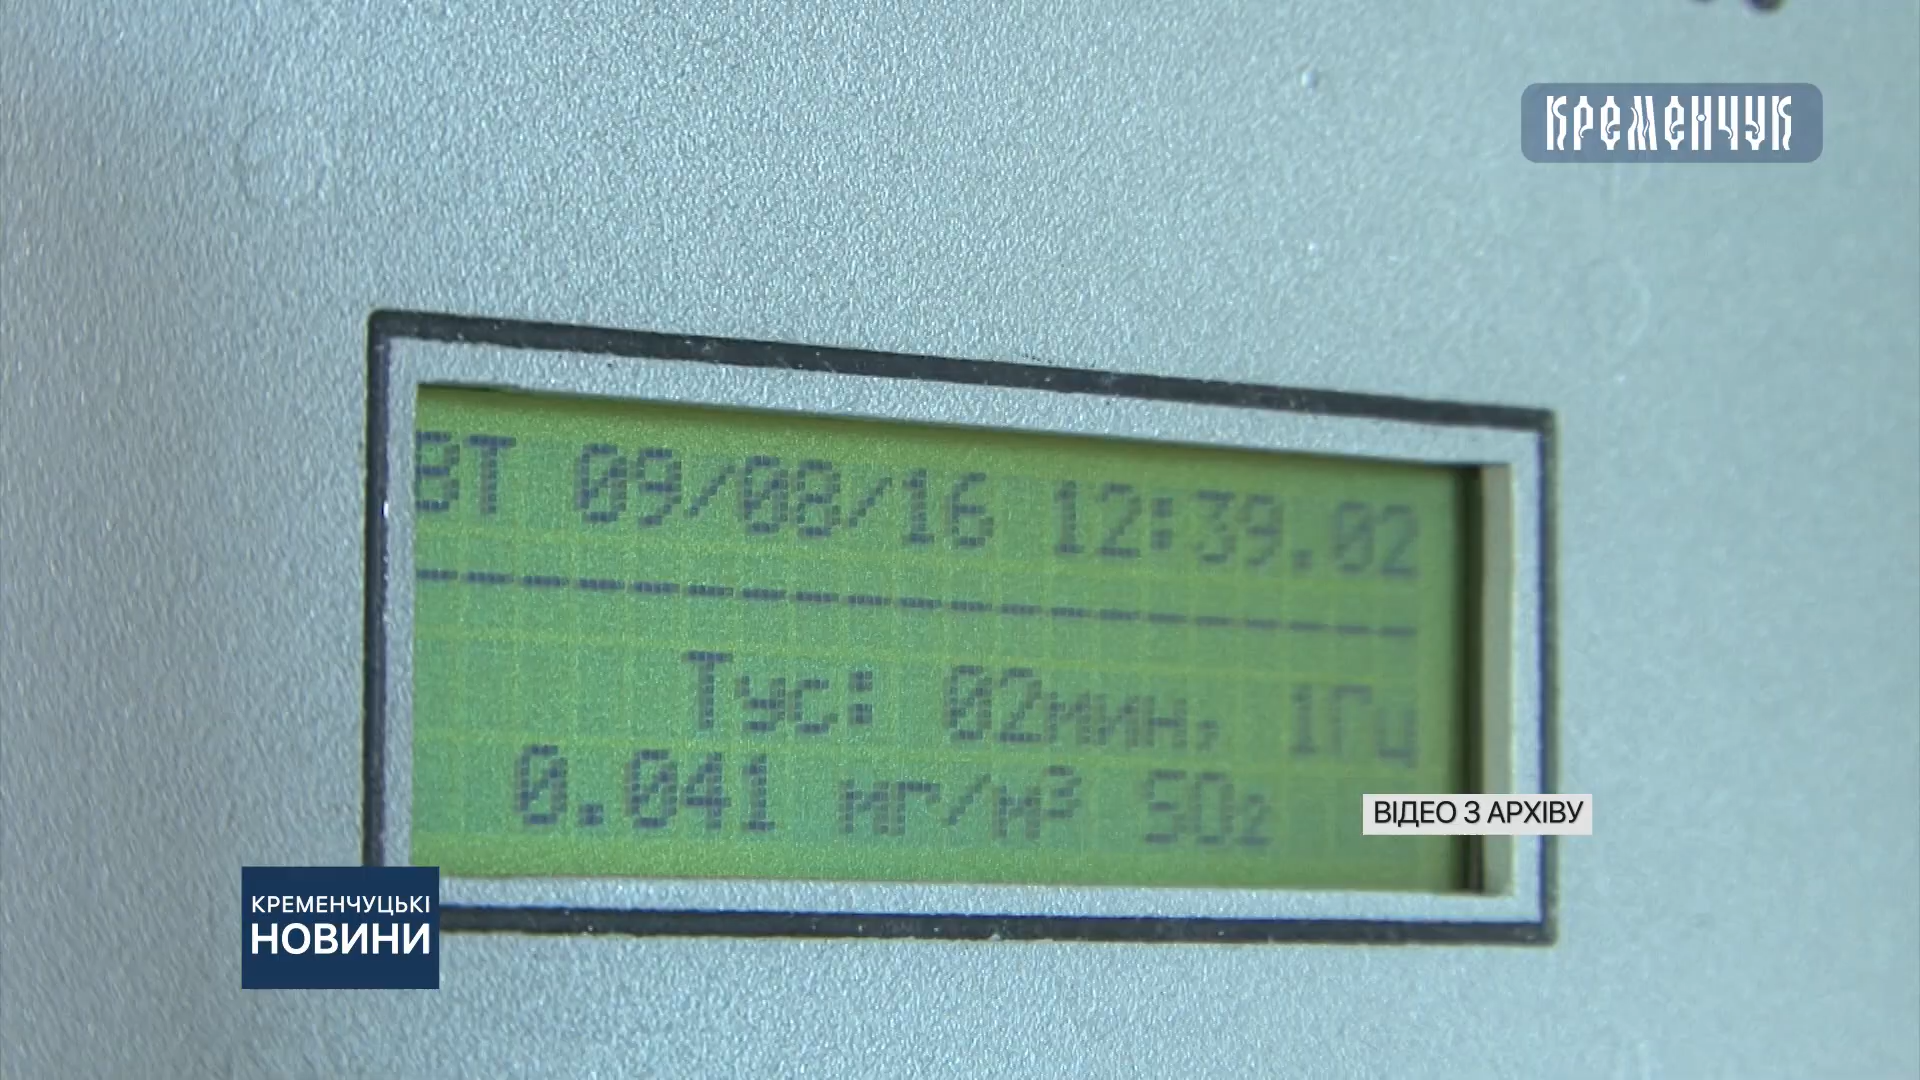 КРЕМЕНЧУК
ВТ 09/08/16 12:39.02
----------------------
Тус: 02мин, 1Гц
0.041 мг/м³ SO₂
ВІДЕО З АРХІВУ
КРЕМЕНЧУЦЬКІ
НОВИНИ